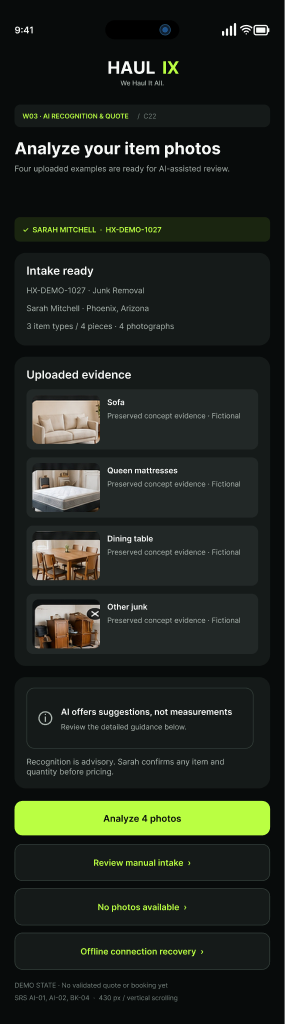 9:41
HAUL IX
We Haul It All.
W03 · AI RECOGNITION & QUOTE / C22
Analyze your item photos
Four uploaded examples are ready for AI-assisted review.
✓ SARAH MITCHELL · HX-DEMO-1027
Intake ready
HX-DEMO-1027 · Junk Removal
Sarah Mitchell · Phoenix, Arizona
3 item types / 4 pieces · 4 photographs
Uploaded evidence
Sofa
Preserved concept evidence · Fictional
Queen mattresses
Preserved concept evidence · Fictional
Dining table
Preserved concept evidence · Fictional
Other junk
Preserved concept evidence · Fictional
AI offers suggestions, not measurements
Review the detailed guidance below.
Recognition is advisory. Sarah confirms any item and
quantity before pricing.
Analyze 4 photos
Review manual intake ›
No photos available ›
Offline connection recovery ›
DEMO STATE · No validated quote or booking yet
SRS AI-01, AI-02, BK-04 · 430 px / vertical scrolling